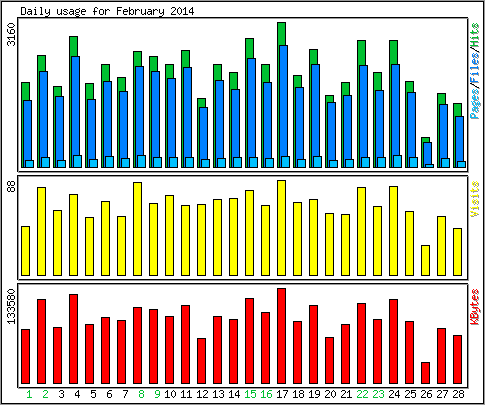 Daily usage for February 2014
3160
Pages/Files/Hits
88
Visits
133580
KBytes
1 2 3 4 5 6 7 8 9 10 11 12 13 14 15 16 17 18 19 20 21 22 23 24 25 26 27 28